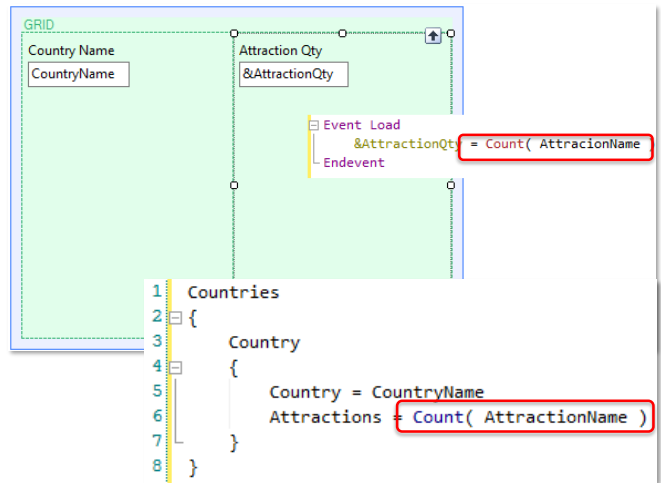 GRID
Country Name
Attraction Qty
CountryName
&AttractionQty
Event Load
&AttractionQty = Count( AttracionName )
Endevent
1 Countries
2 {
3 Country
4 {
5 Country = CountryName
6 Attractions = Count( AttractionName )
7 }
8 }